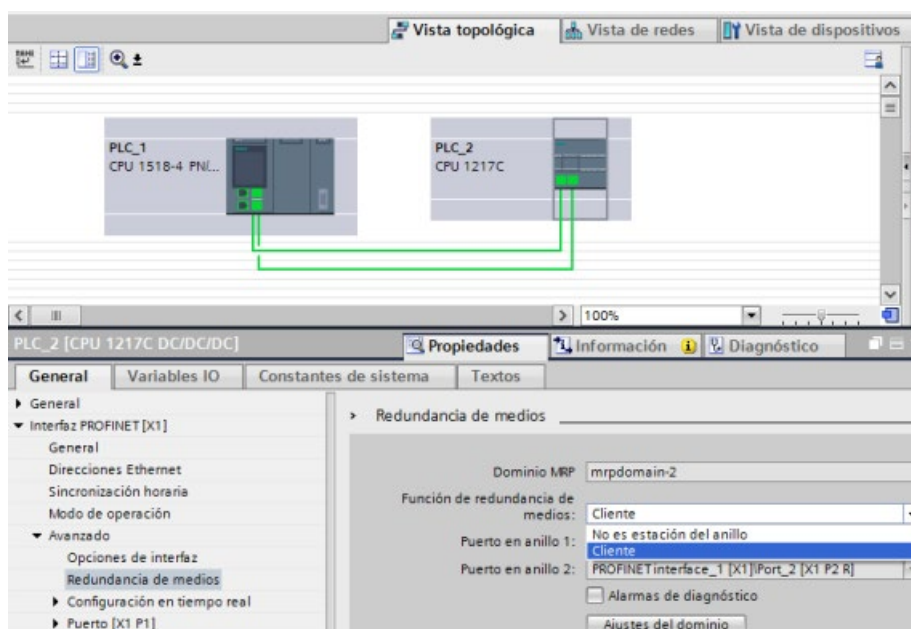 Vista topológica
Vista de redes
Vista de dispositivos
PLC_1
CPU 1518-4 PN/...
PLC_2
CPU 1217C
100%
PLC_2 [CPU 1217C DC/DC/DC]
Propiedades
Información
Diagnóstico
General
Variables IO
Constantes de sistema
Textos
General
Interfaz PROFINET [X1]
General
Direcciones Ethernet
Sincronización horaria
Modo de operación
Avanzado
Opciones de interfaz
Redundancia de medios
Configuración en tiempo real
Puerto [X1 P1]
Redundancia de medios
Dominio MRP mrpdomain-2
Función de redundancia de
medios: Cliente
No es estación del anillo
Puerto en anillo 1: Cliente
Puerto en anillo 2: PROFINET interface_1 [X1]\Port_2 [X1 P2 R]
Alarmas de diagnóstico
Ajustes del dominio